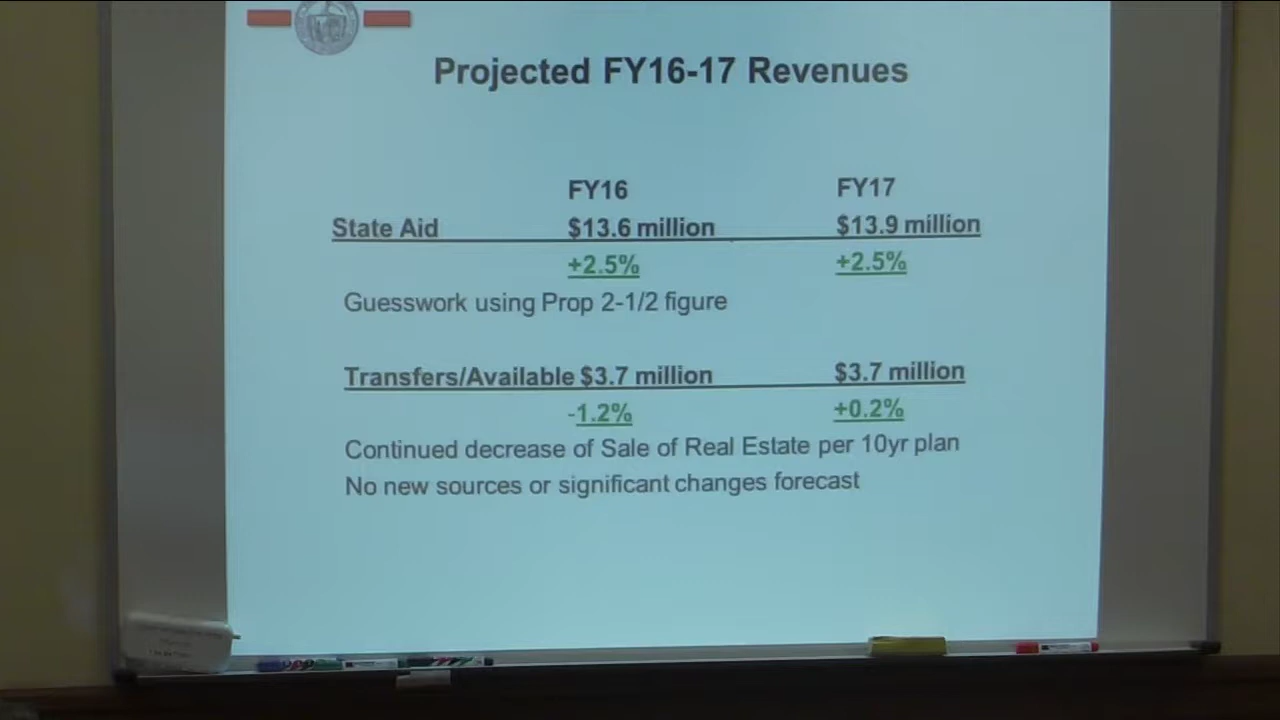 Projected FY16-17 Revenues
FY16 FY17
State Aid $13.6 million $13.9 million
+2.5% +2.5%
Guesswork using Prop 2-1/2 figure
Transfers/Available $3.7 million $3.7 million
-1.2% +0.2%
Continued decrease of Sale of Real Estate per 10yr plan
No new sources or significant changes forecast